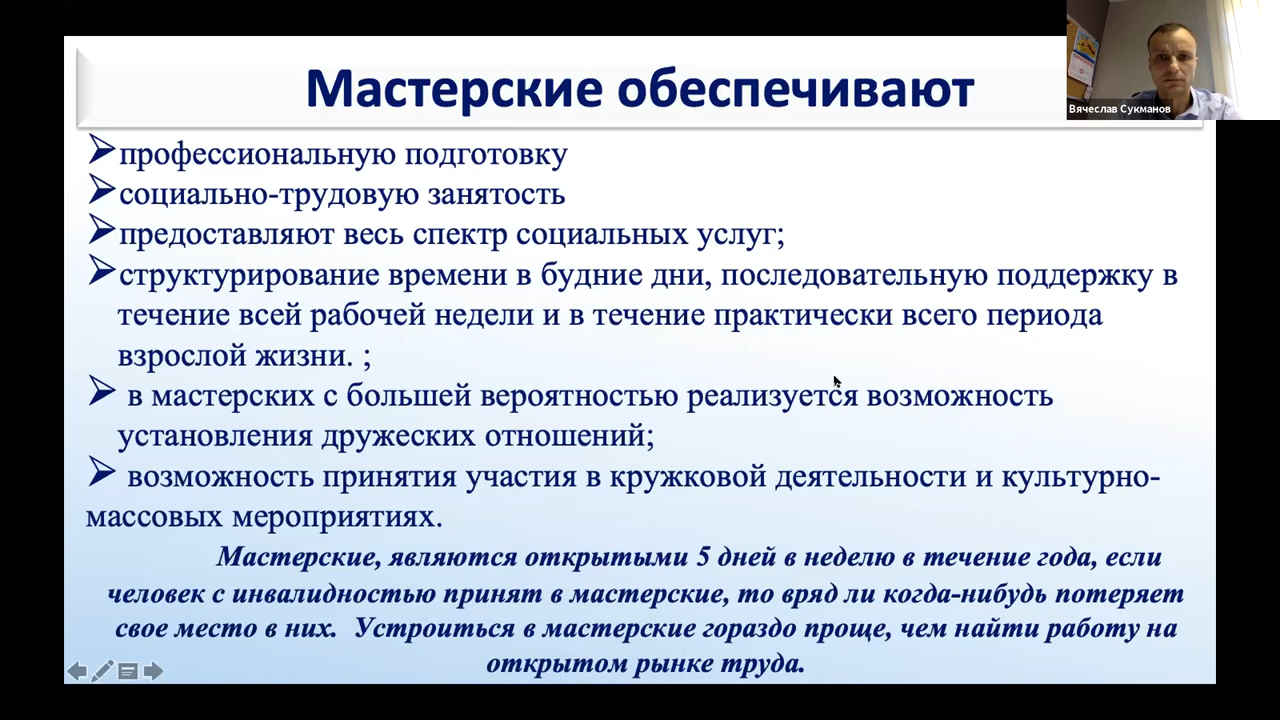 Мастерские обеспечивают
Вячеслав Сукманов
профессиональную подготовку
социально-трудовую занятость
предоставляют весь спектр социальных услуг;
структурирование времени в будние дни, последовательную поддержку в
течение всей рабочей недели и в течение практически всего периода
взрослой жизни. ;
в мастерских с большей вероятностью реализуется возможность
установления дружеских отношений;
возможность принятия участия в кружковой деятельности и культурно-
массовых мероприятиях.
Мастерские, являются открытыми 5 дней в неделю в течение года, если
человек с инвалидностью принят в мастерские, то вряд ли когда-нибудь потеряет
свое место в них. Устроиться в мастерские гораздо проще, чем найти работу на
открытом рынке труда.